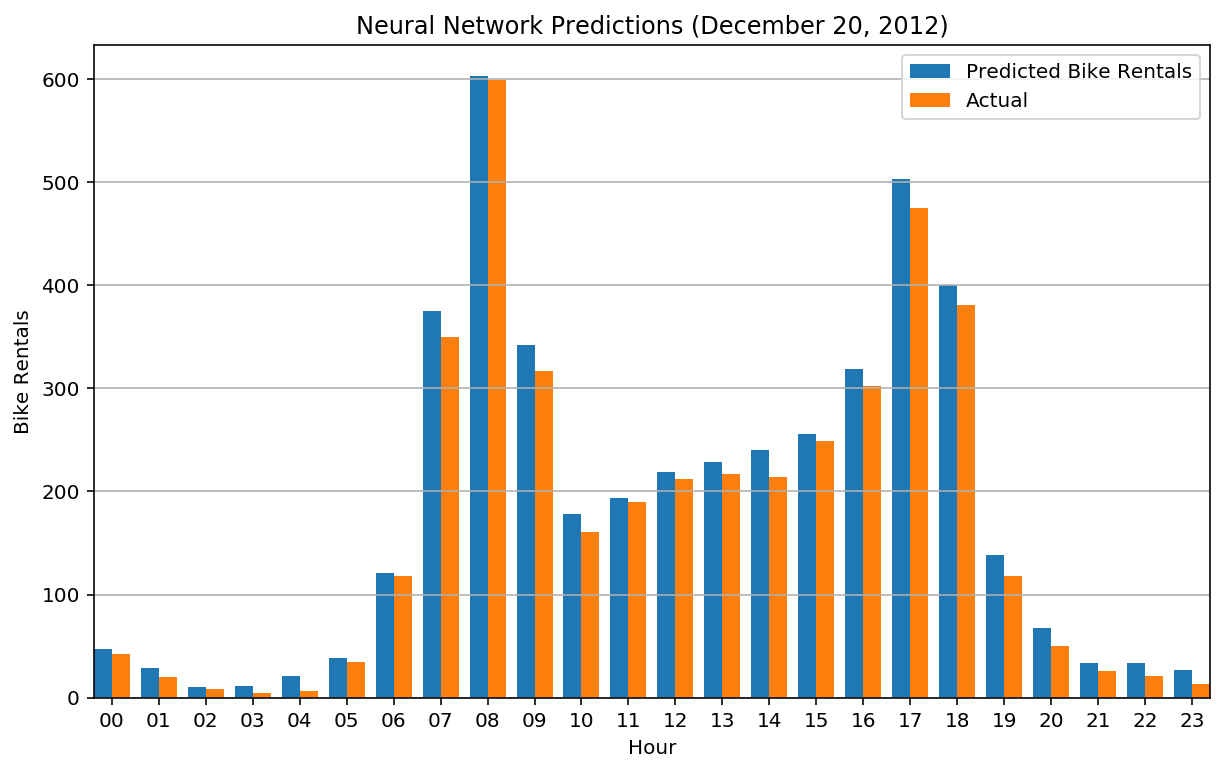 Neural Network Predictions (December 20, 2012)
Predicted Bike Rentals
Actual
600
500
400
300
200
100
0
Bike Rentals
00 01 02 03 04 05 06 07 08 09 10 11 12 13 14 15 16 17 18 19 20 21 22 23
Hour